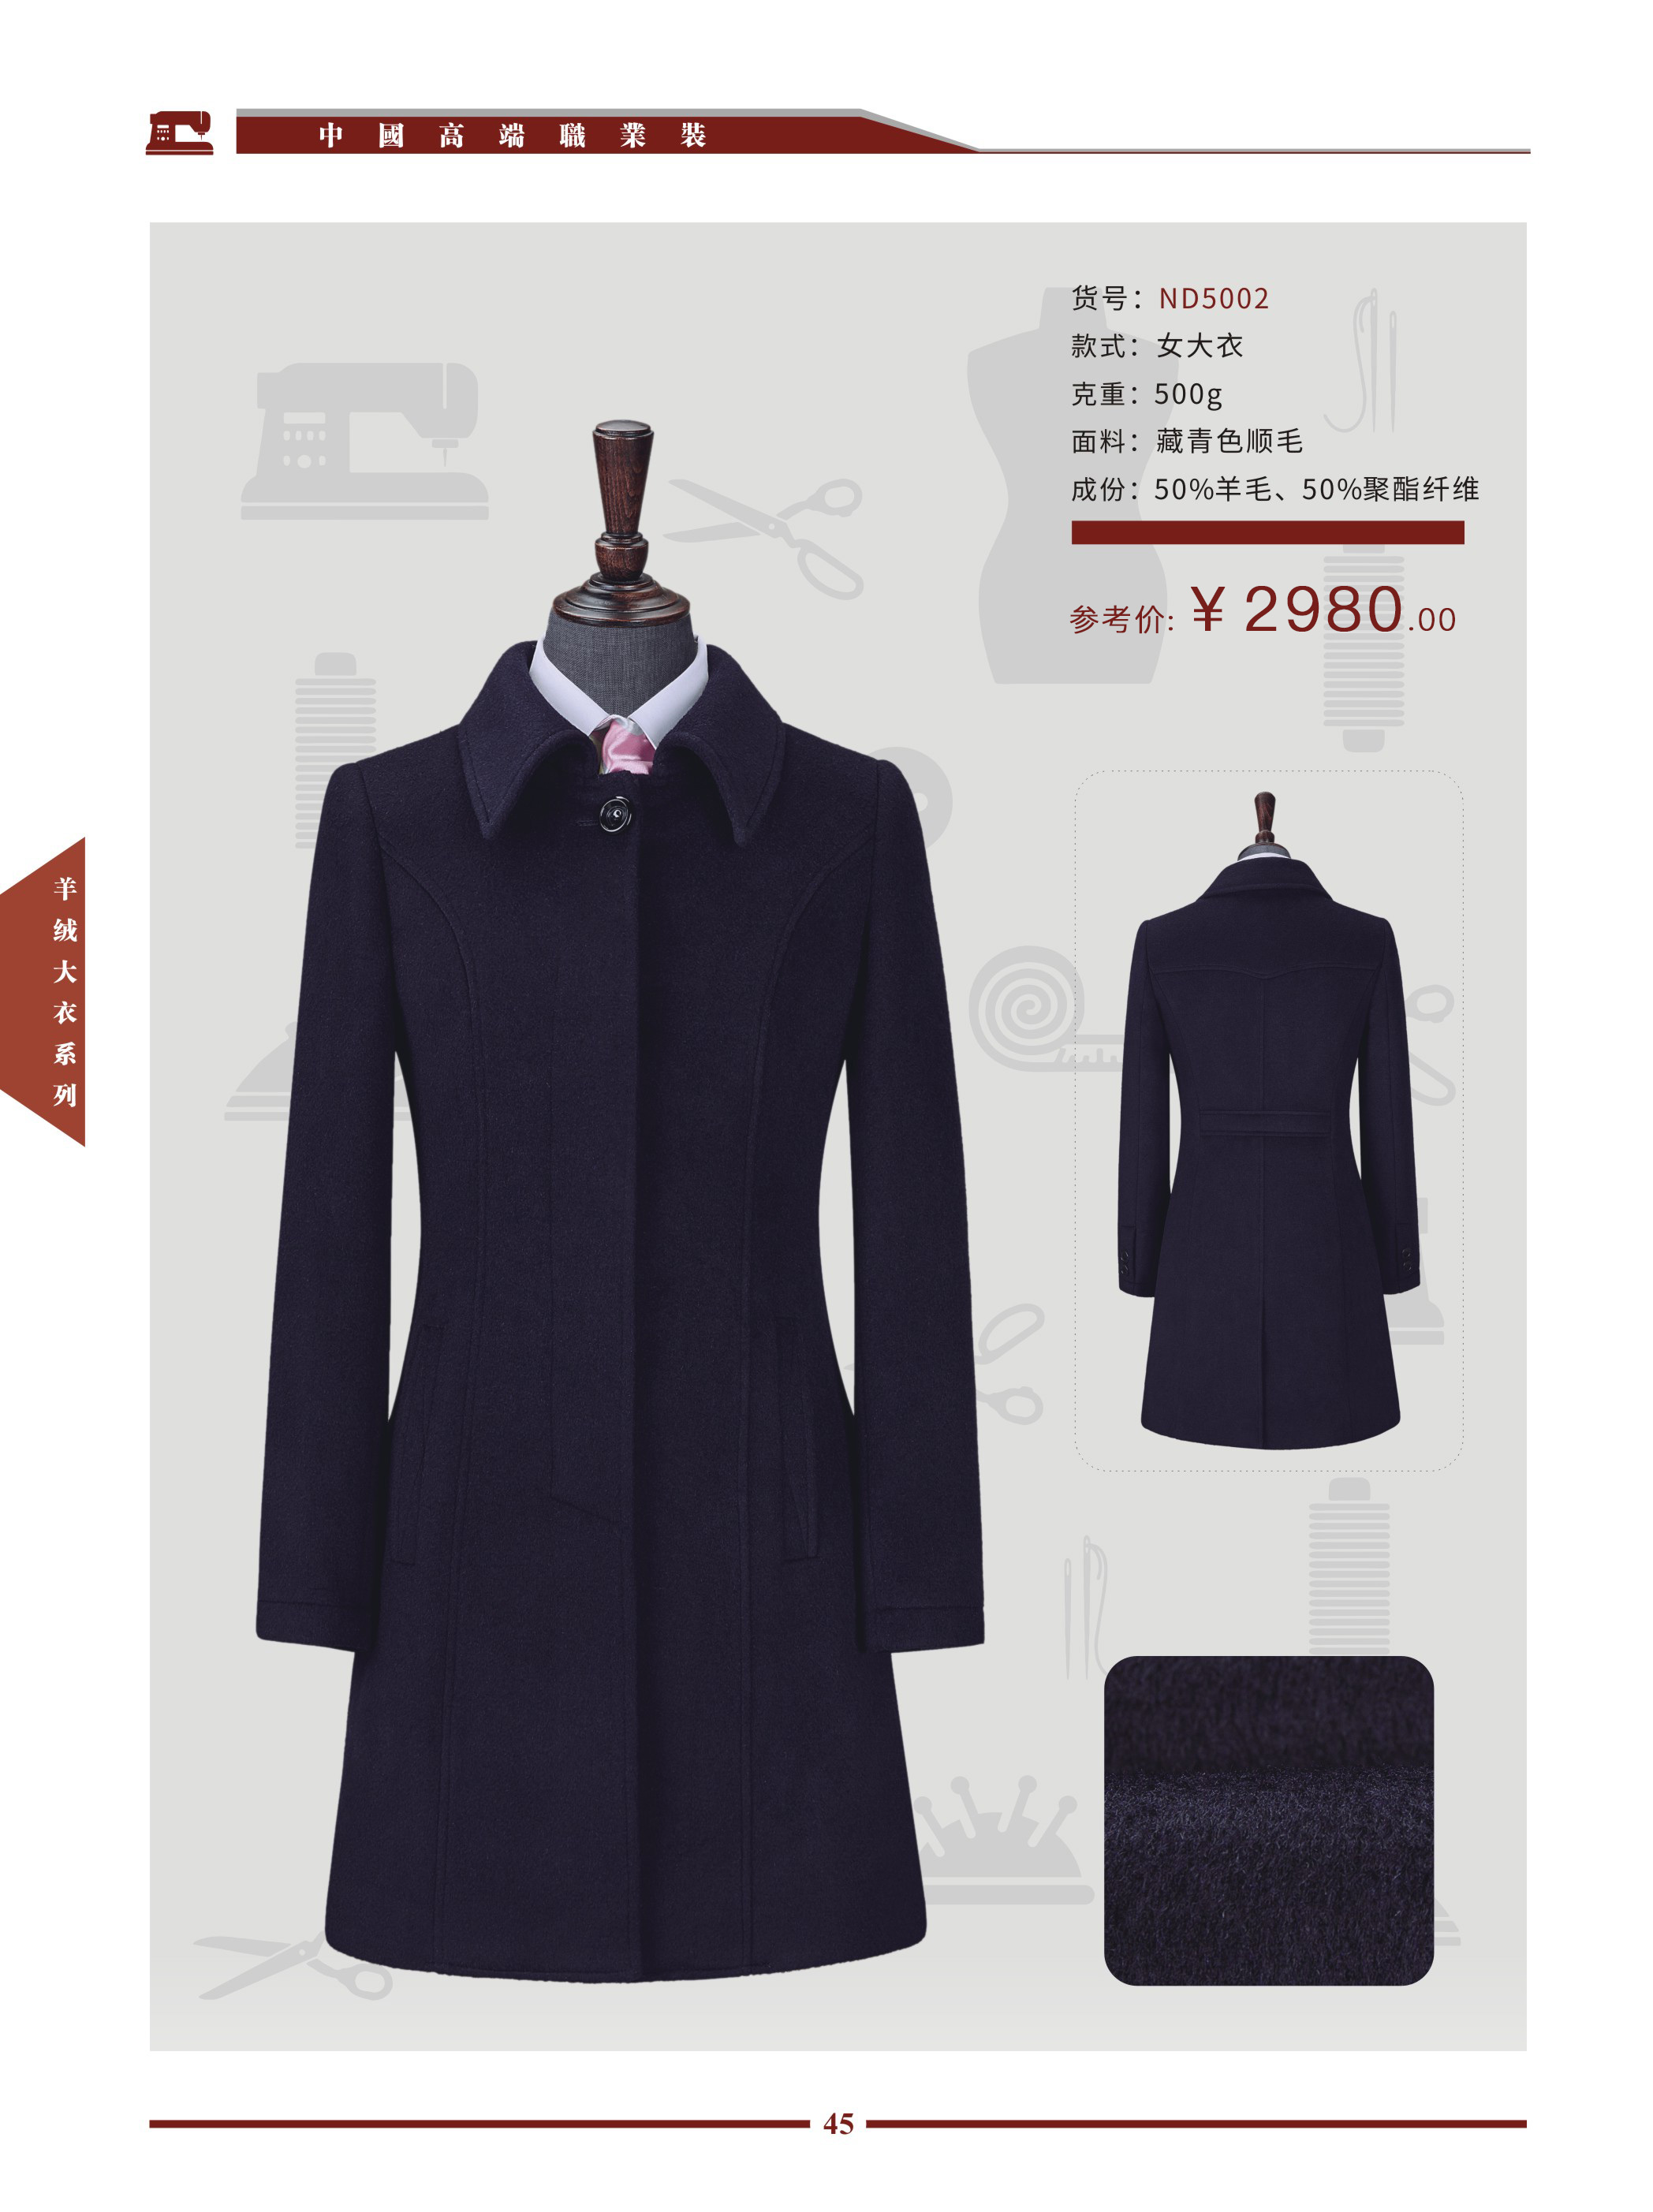 中國高端職業裝
货号：ND5002
款式：女大衣
克重：500g
面料：藏青色顺毛
成份：50%羊毛、50%聚酯纤维
参考价:￥2980.00
羊绒大衣系列
45